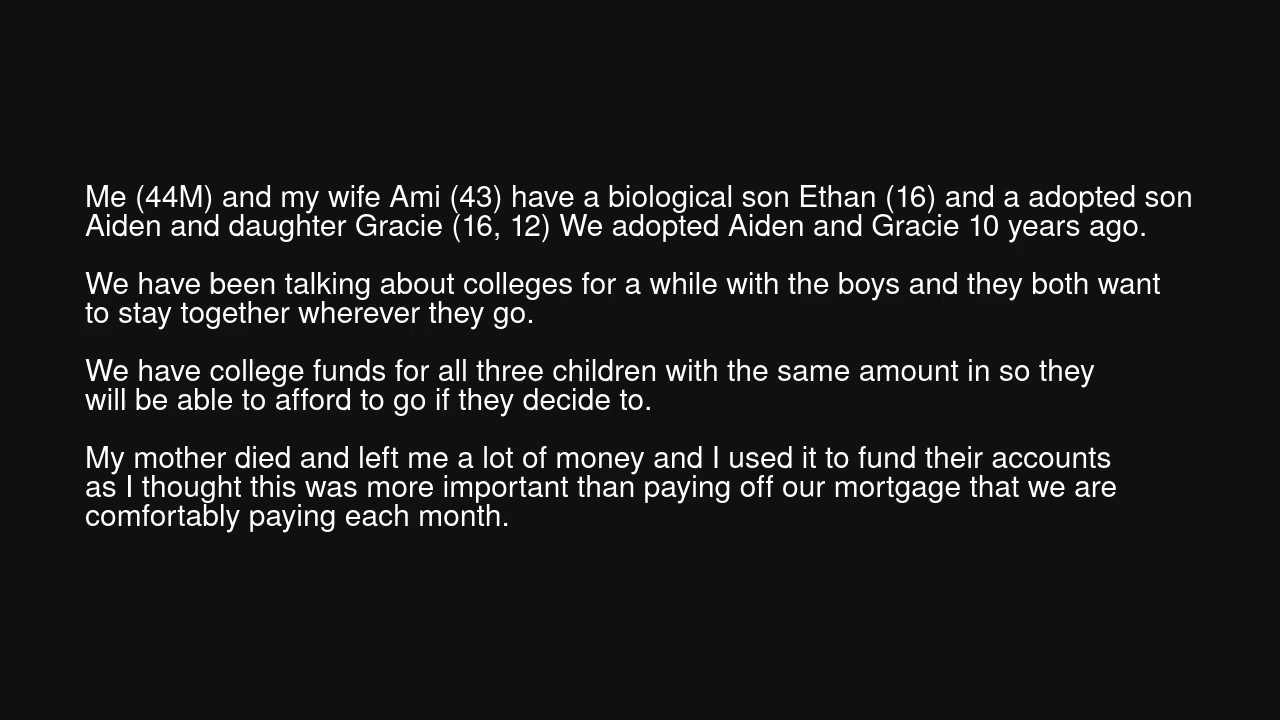 Me (44M) and my wife Ami (43) have a biological son Ethan (16) and a adopted son
Aiden and daughter Gracie (16, 12) We adopted Aiden and Gracie 10 years ago.
We have been talking about colleges for a while with the boys and they both want
to stay together wherever they go.
We have college funds for all three children with the same amount in so they
will be able to afford to go if they decide to.
My mother died and left me a lot of money and I used it to fund their accounts
as I thought this was more important than paying off our mortgage that we are
comfortably paying each month.